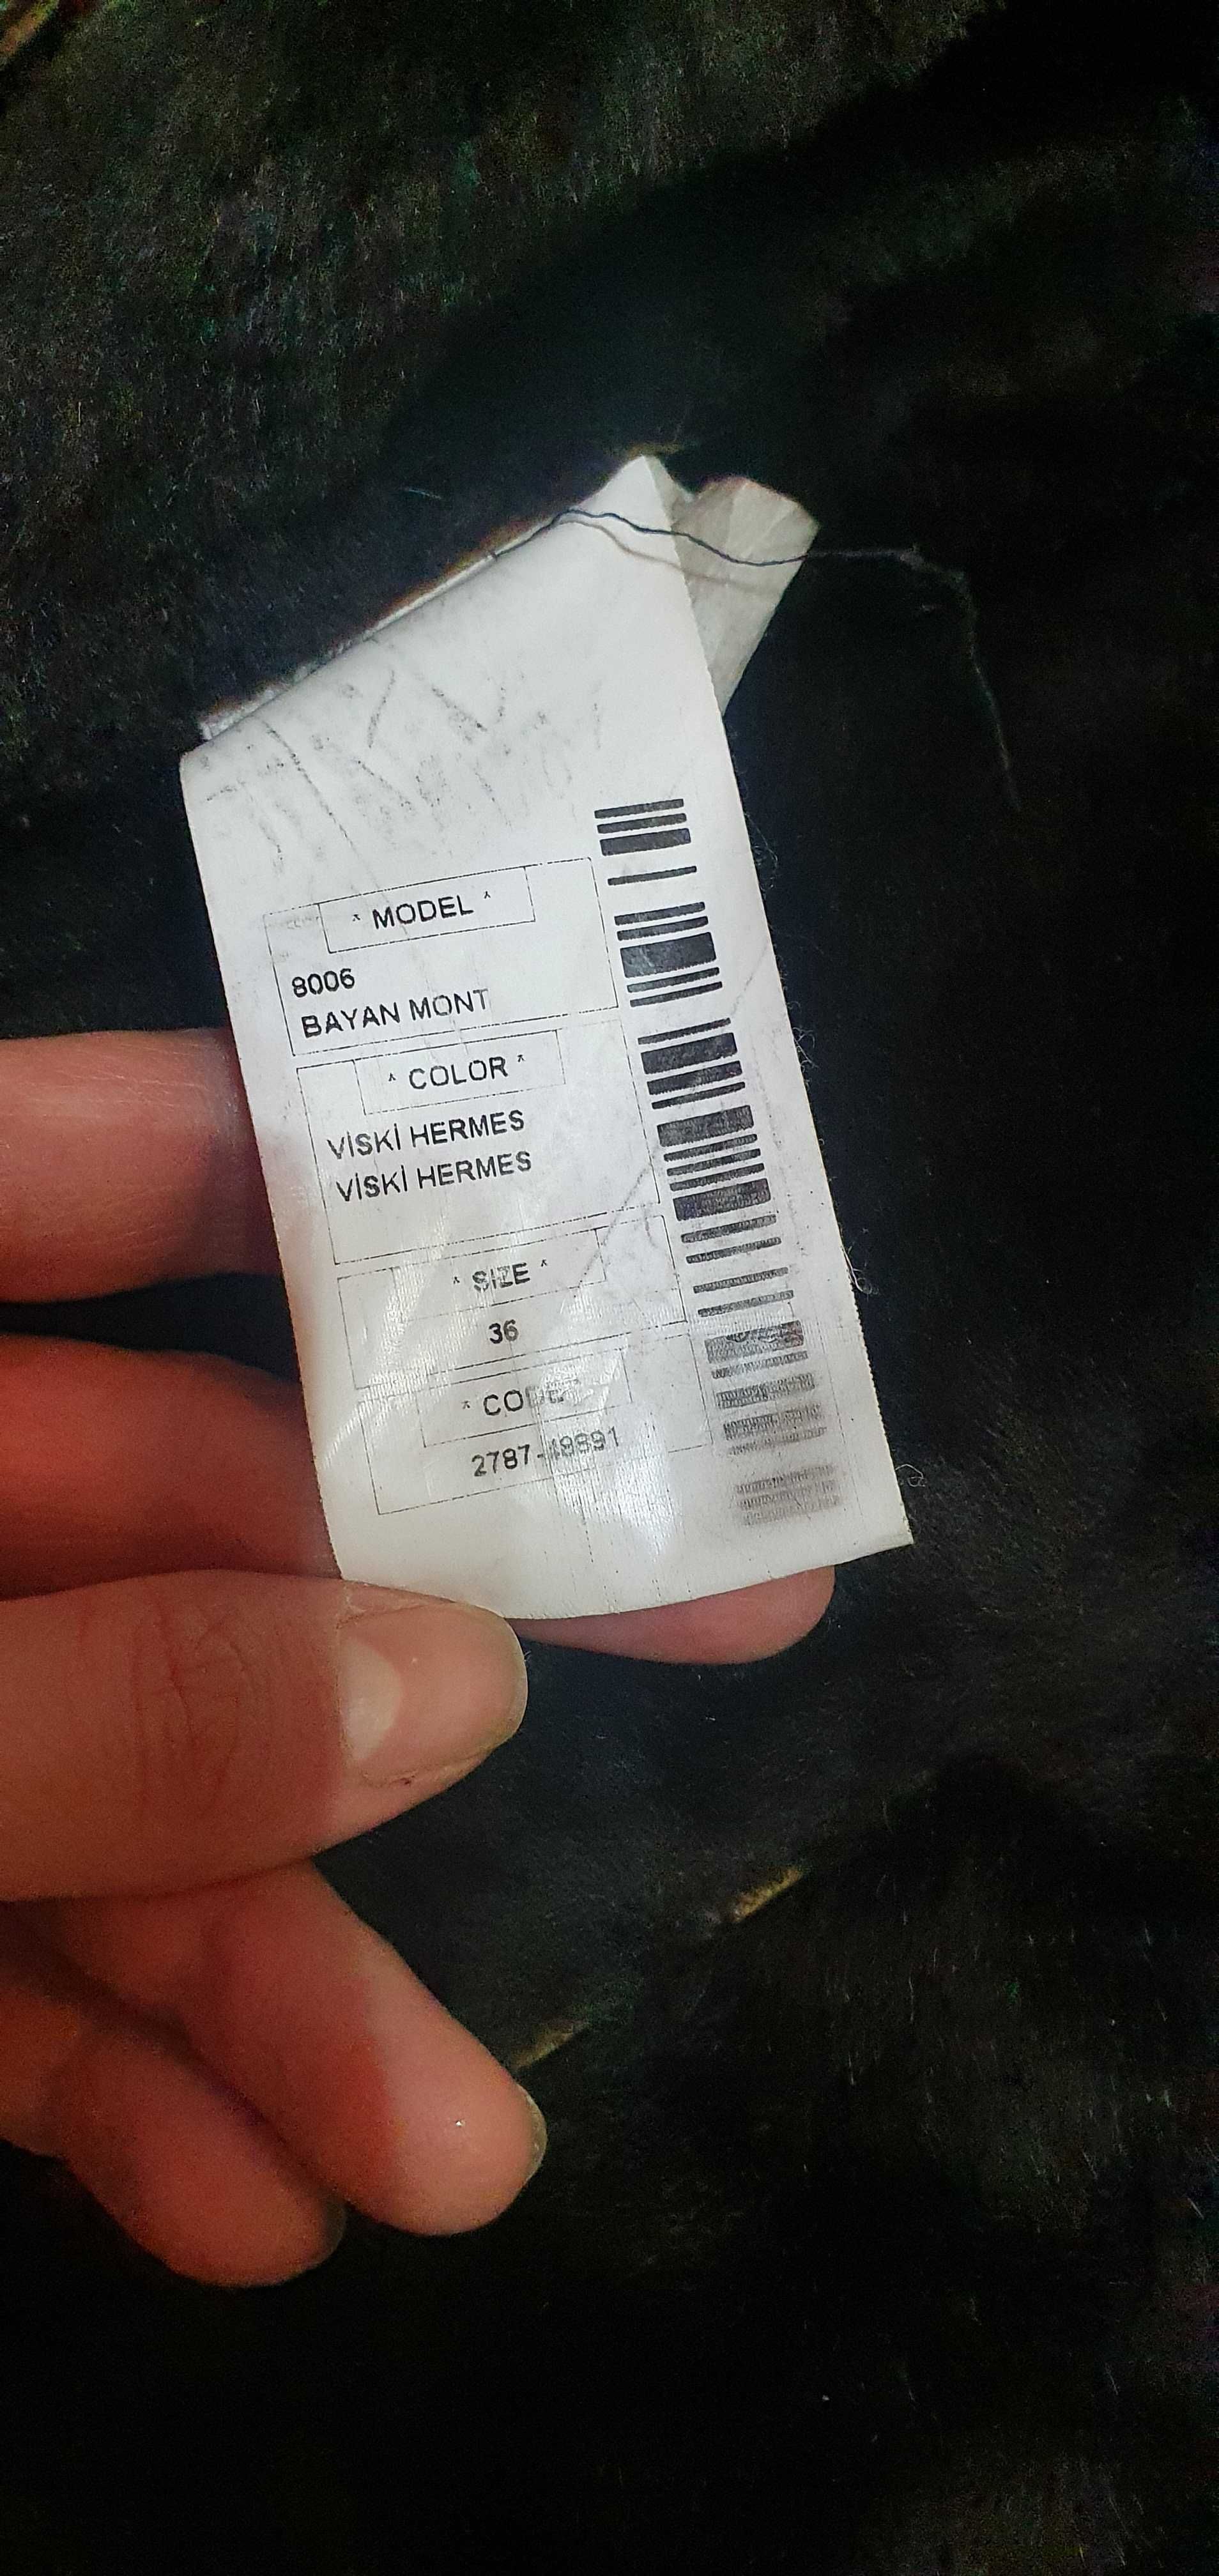 * MODEL *
8006
BAYAN MONT
* COLOR *
VİSKİ HERMES
VİSKİ HERMES
* SIZE *
36
2787-